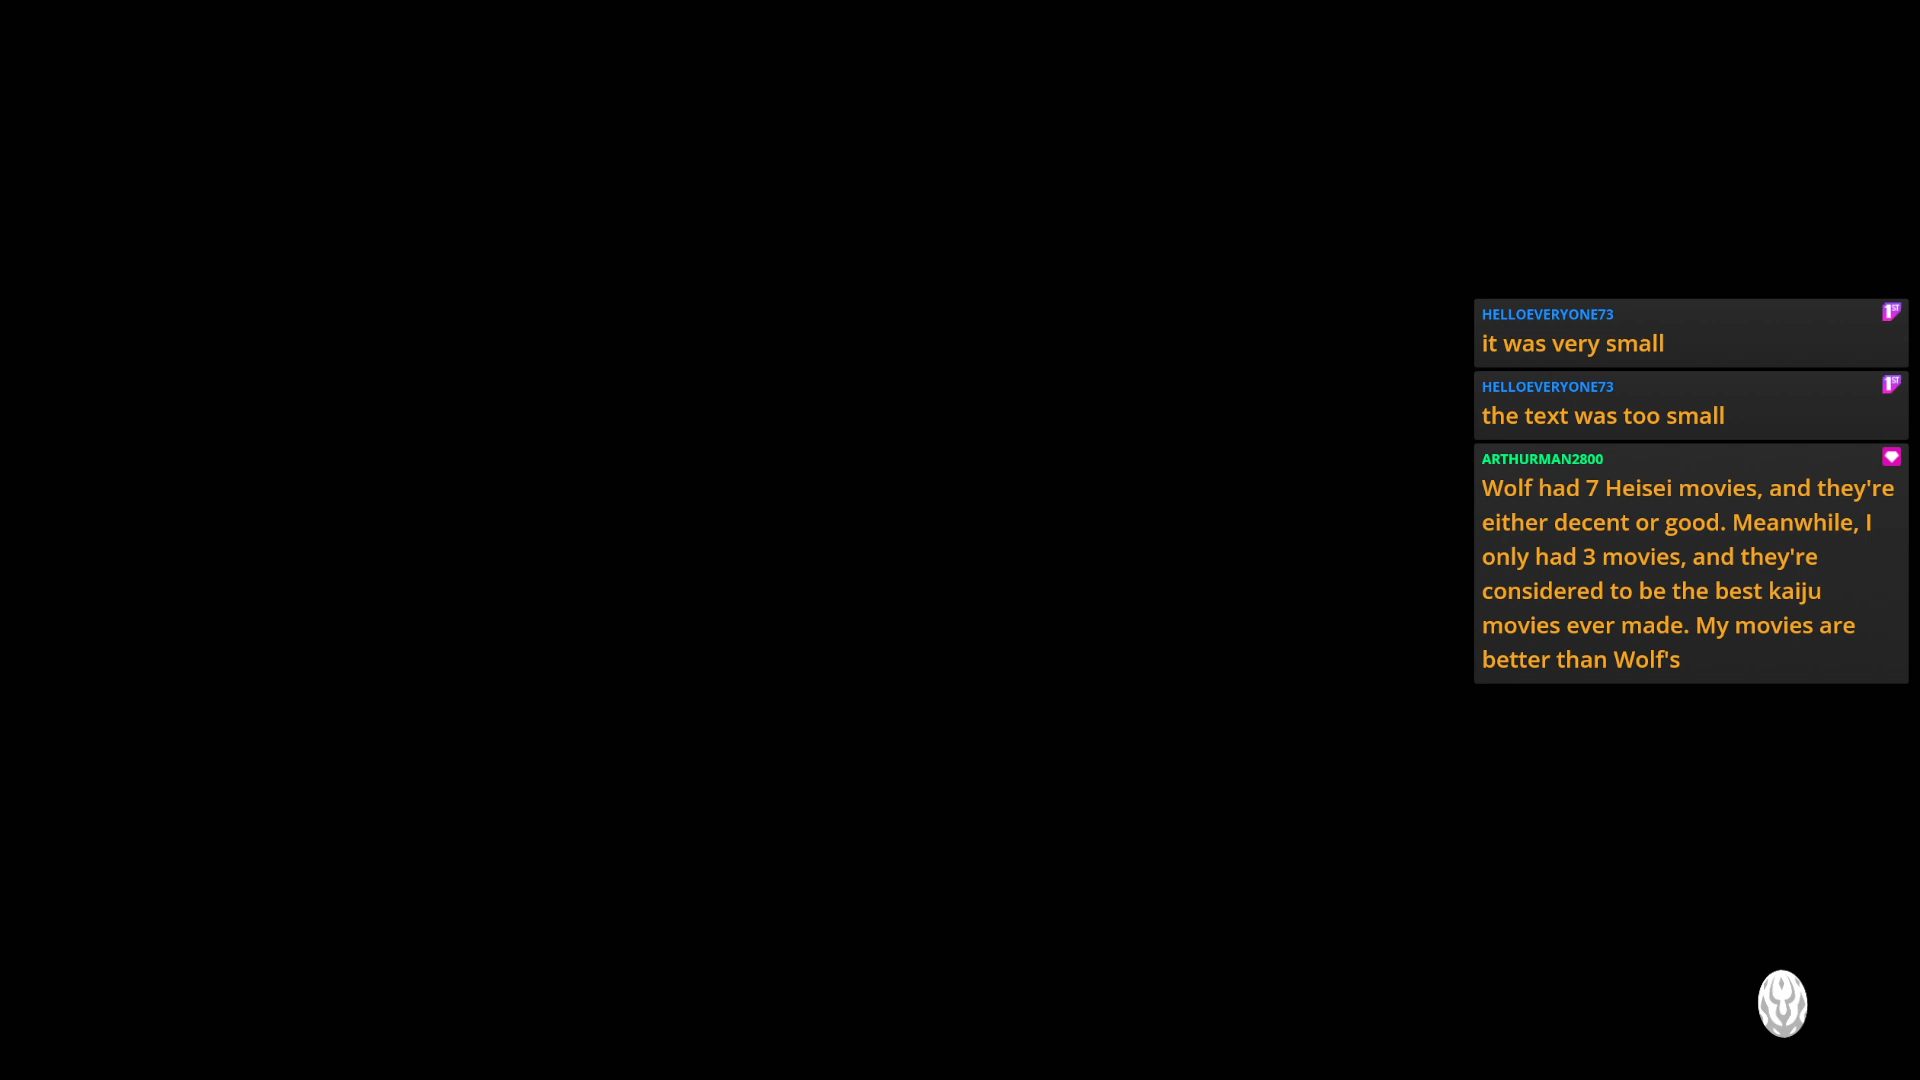 HELLOEVERYONE73
it was very small
HELLOEVERYONE73
the text was too small
ARTHURMAN2800
Wolf had 7 Heisei movies, and they're
either decent or good. Meanwhile, I
only had 3 movies, and they're
considered to be the best kaiju
movies ever made. My movies are
better than Wolf's